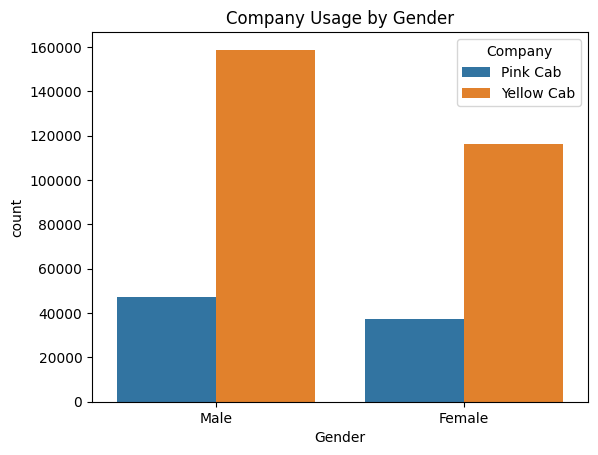 Company Usage by Gender
160000
140000
120000
100000
80000
60000
40000
20000
0
count
Company
Pink Cab
Yellow Cab
Male
Female
Gender